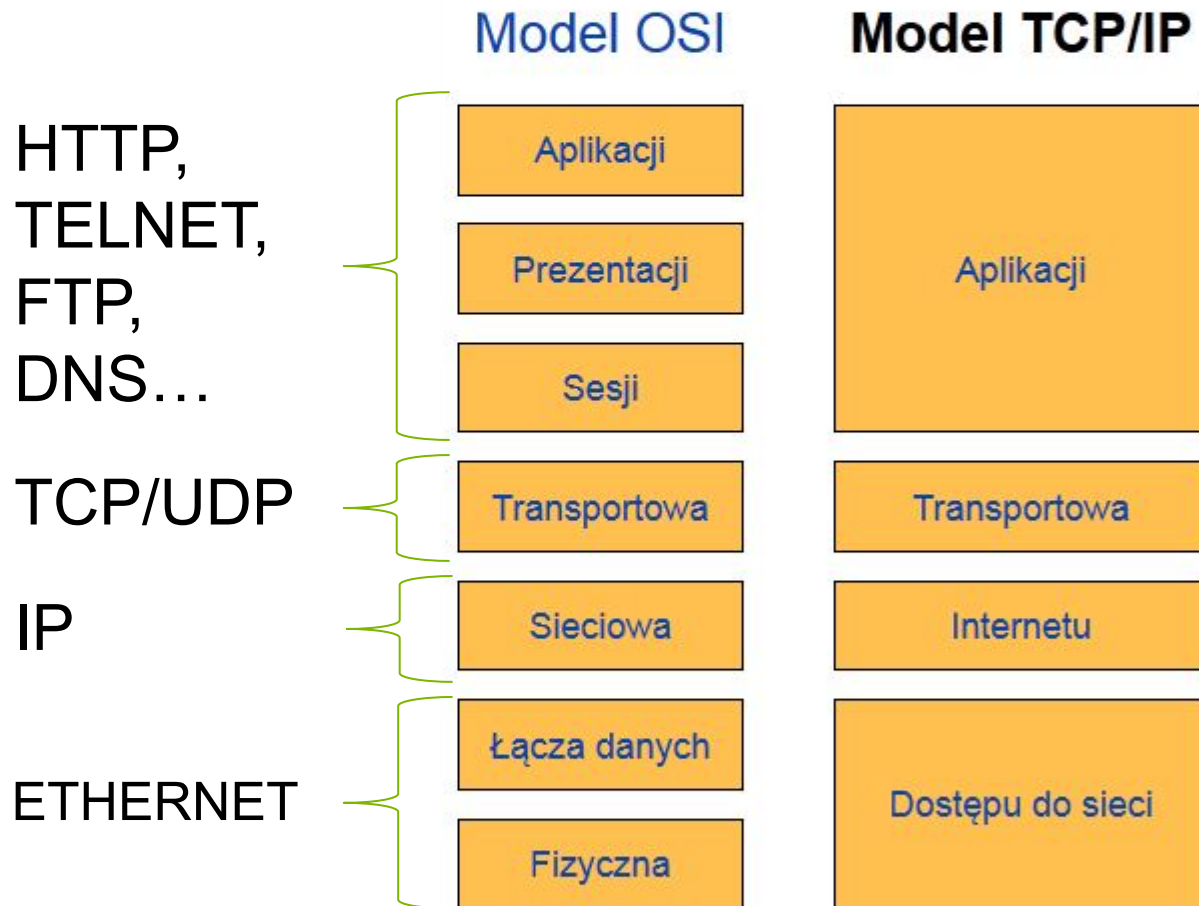 Model OSI
Model TCP/IP
HTTP,
TELNET,
FTP,
DNS…
Aplikacji
Prezentacji
Sesji
Aplikacji
TCP/UDP
Transportowa
Transportowa
IP
Sieciowa
Internetu
ETHERNET
Łącza danych
Fizyczna
Dostępu do sieci